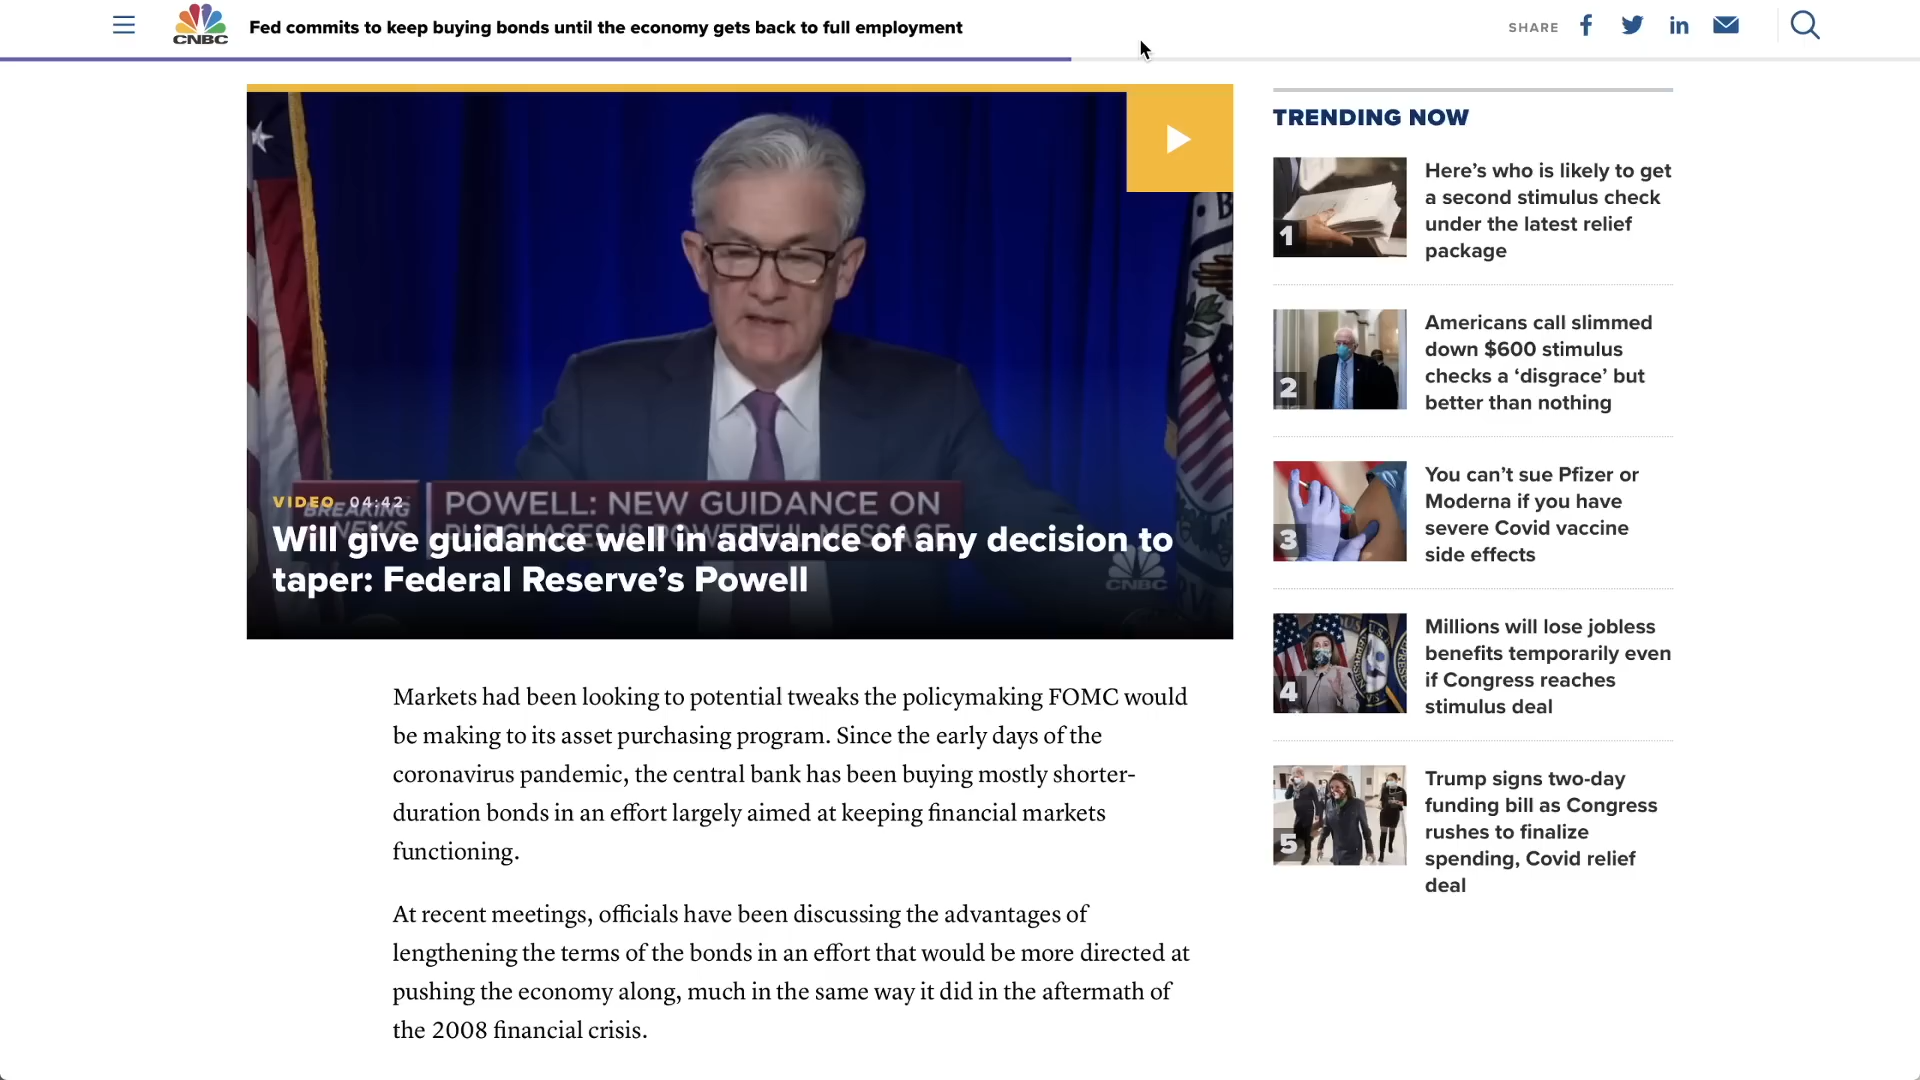 CNBC
Fed commits to keep buying bonds until the economy gets back to full employment
SHARE
B
POWELL: NEW GUIDANCE ON
PURCHASES IS POWERFUL MESSAGE
BREAKING
NEWS
VIDEO 04:42
Will give guidance well in advance of any decision to
taper: Federal Reserve’s Powell
CNBC
Markets had been looking to potential tweaks the policymaking FOMC would
be making to its asset purchasing program. Since the early days of the
coronavirus pandemic, the central bank has been buying mostly shorter-
duration bonds in an effort largely aimed at keeping financial markets
functioning.
At recent meetings, officials have been discussing the advantages of
lengthening the terms of the bonds in an effort that would be more directed at
pushing the economy along, much in the same way it did in the aftermath of
the 2008 financial crisis.
TRENDING NOW
1
Here’s who is likely to get
a second stimulus check
under the latest relief
package
2
Americans call slimmed
down $600 stimulus
checks a ‘disgrace’ but
better than nothing
3
You can’t sue Pfizer or
Moderna if you have
severe Covid vaccine
side effects
4
Millions will lose jobless
benefits temporarily even
if Congress reaches
stimulus deal
5
Trump signs two-day
funding bill as Congress
rushes to finalize
spending, Covid relief
deal